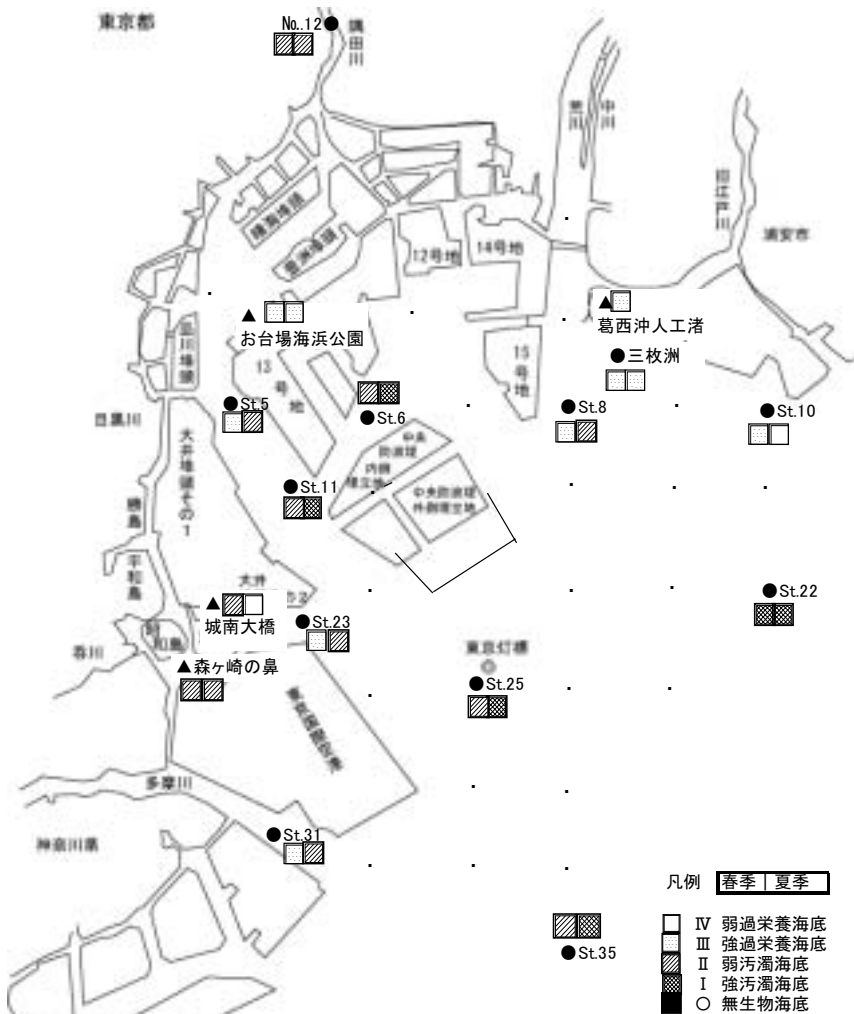 東京都
No..12
隅田川
荒川
中川
旧江戸川
浦安市
晴海埠頭
豊洲埠頭
12号地
14号地
お台場海浜公園
葛西沖人工渚
三枚洲
品川埠頭
13号地
15号地
St.5
St.6
St.8
St.10
目黒川
大井埠頭その1
中央
防波堤
内側
埋立地
中央防波堤
外側埋立地
St.11
勝島
平和島
大井
城南大橋
St.23
St.22
昭和島
呑川
森ヶ崎の鼻
東京灯標
St.25
東京国際空港
多摩川
神奈川県
St.31
St.35
凡例 春季 夏季
Ⅳ 弱過栄養海底
Ⅲ 強過栄養海底
Ⅱ 弱汚濁海底
Ⅰ 強汚濁海底
○ 無生物海底